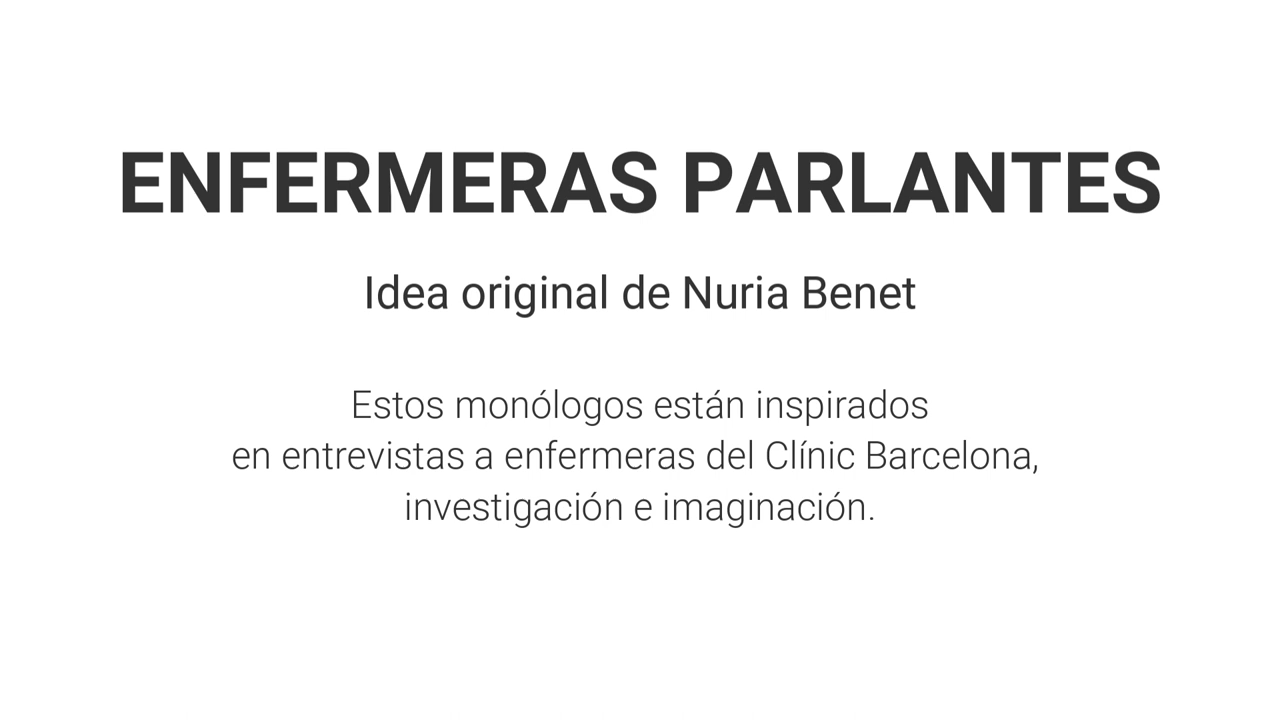 ENFERMERAS PARLANTES
Idea original de Nuria Benet
Estos monólogos están inspirados
en entrevistas a enfermeras del Clínic Barcelona,
investigación e imaginación.